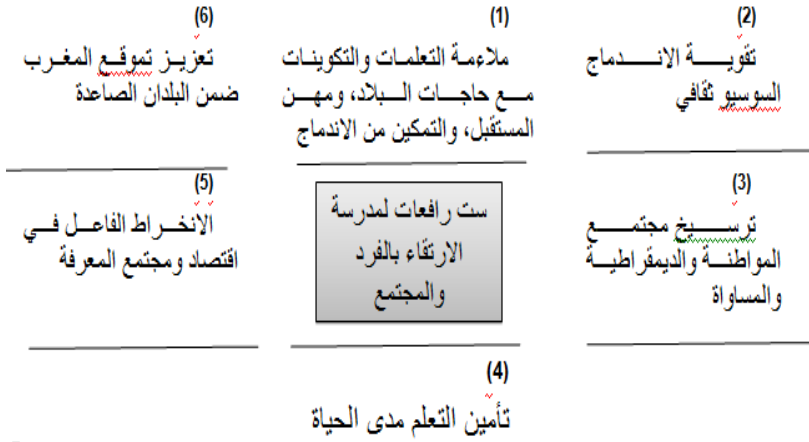 (1)
ملاءمة التعلمات والتكوينات
مع حاجات البلاد، ومهن
المستقبل، والتمكين من الاندماج
(2)
تقوية الاندماج
السوسيو ثقافي
(3)
ترسيخ مجتمع
المواطنة والديمقراطية
والمساواة
(4)
تأمين التعلم مدى الحياة
(5)
الانخراط الفاعل في
اقتصاد ومجتمع المعرفة
(6)
تعزيز تموقع المغرب
ضمن البلدان الصاعدة
ست رافعات لمدرسة
الارتقاء بالفرد
والمجتمع